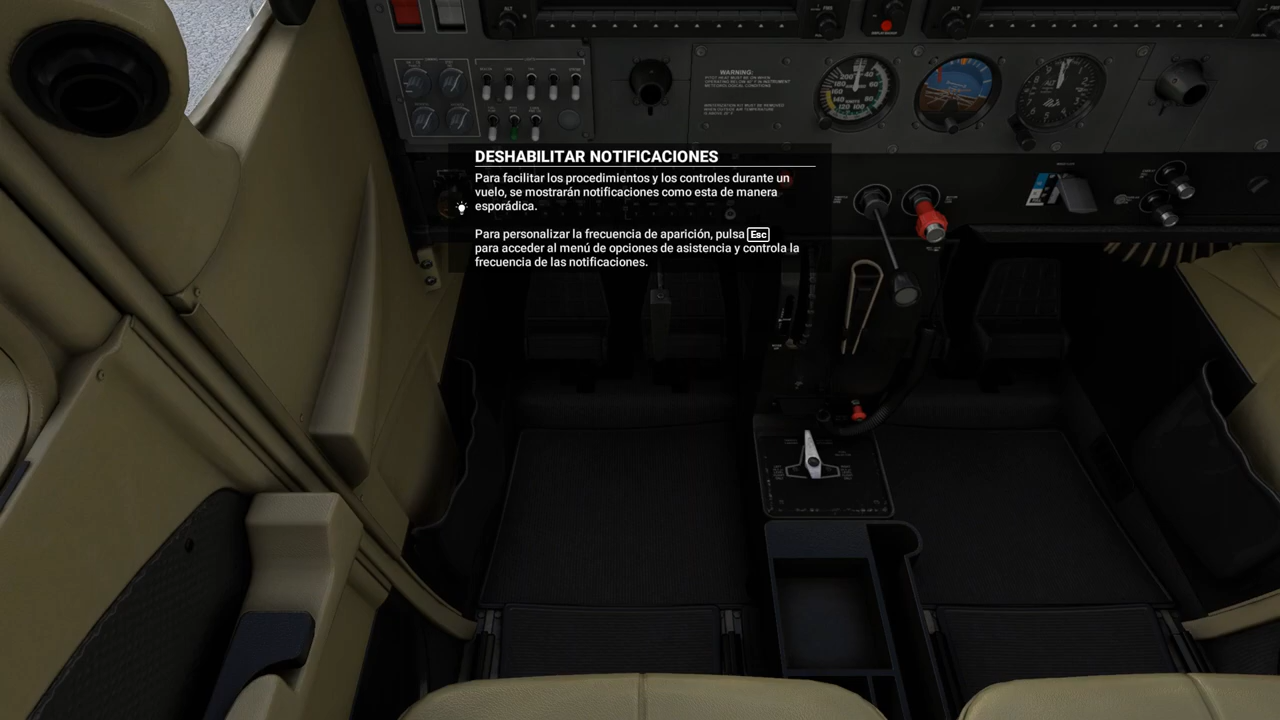 WARNING:
DESHABILITAR NOTIFICACIONES
Para facilitar los procedimientos y los controles durante un
vuelo, se mostrarán notificaciones como esta de manera
esporádica.
Para personalizar la frecuencia de aparición, pulsa Esc
para acceder al menú de opciones de asistencia y controla la
frecuencia de las notificaciones.